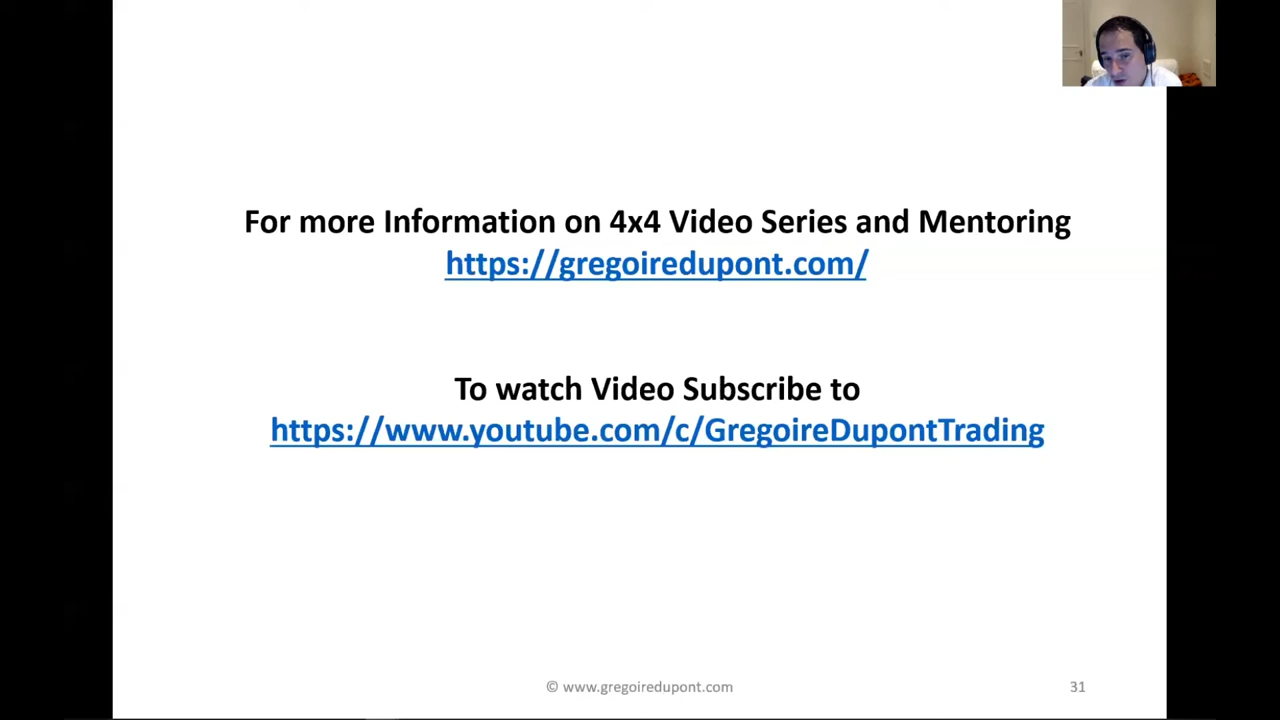 For more Information on 4x4 Video Series and Mentoring
https://gregoiredupont.com/
To watch Video Subscribe to
https://www.youtube.com/c/GregoireDupontTrading
© www.gregoiredupont.com
31